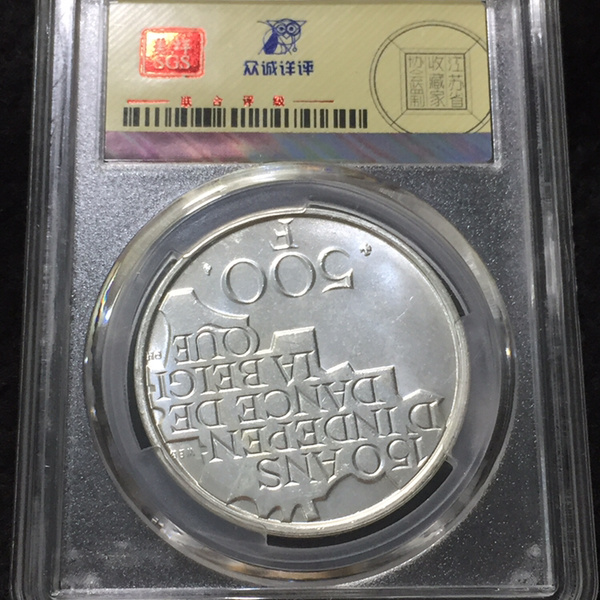 SGS
众诚详评
联合评级
江苏省
收藏家
协会监制
150 ANS
D'INDEPEN
DANCE DE
LA BELGI
QUE
500
F